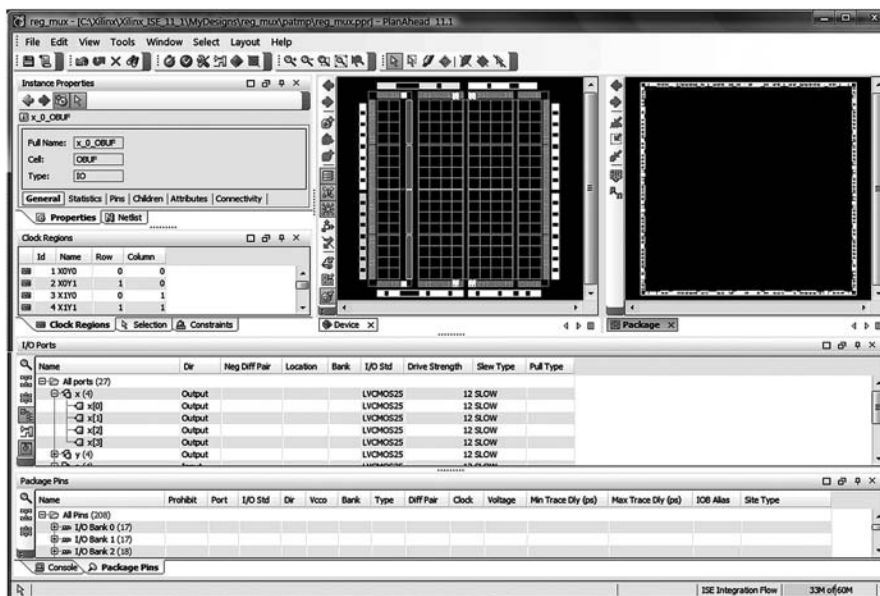 reg_mux - [C:\Xilinx\Xilinx_ISE_11_1\MyDesigns\reg_mux\patmp\reg_mux.ppr] - PlanAhead 11.1
File Edit View Tools Window Select Layout Help
Instance Properties
x_0_OBUF
Full Name: x_0_OBUF
Cell: OBUF
Type: IO
General Statistics Pins Children Attributes Connectivity
Properties Netlist
Clock Regions
Id Name Row Column
1 X0Y0 0 0
2 X0Y1 1 0
3 X1Y0 0 1
4 X1Y1 1 1
Clock Regions Selection Constraints
Device
Package
I/O Ports
Name Dir Neg Diff Pair Location Bank I/O Std Drive Strength Slew Type Pull Type
All ports (27)
x (4) Output LVCMOS25 12 SLOW
x[0] Output LVCMOS25 12 SLOW
x[1] Output LVCMOS25 12 SLOW
x[2] Output LVCMOS25 12 SLOW
x[3] Output LVCMOS25 12 SLOW
y (4) Output LVCMOS25 12 SLOW
Package Pins
Name Prohibit Port I/O Std Dir Vcco Bank Type Diff Pair Clock Voltage Min Trace Dly (ps) Max Trace Dly (ps) IOB Alias Site Type
All Pins (208)
I/O Bank 0 (17)
I/O Bank 1 (17)
I/O Bank 2 (18)
Console Package Pins
ISE Integration Flow 33M of 60M